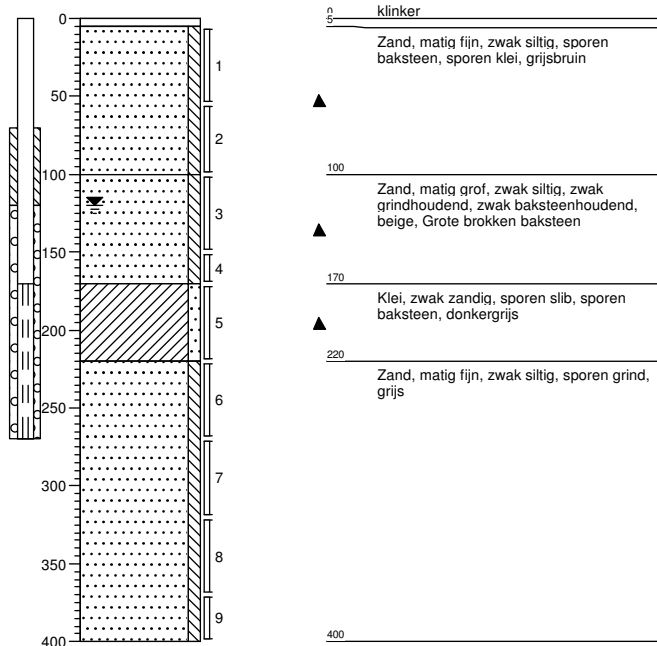 0
50
100
150
200
250
300
350
400
1
2
3
4
5
6
7
8
9
0
klinker
5
Zand, matig fijn, zwak siltig, sporen
baksteen, sporen klei, grijsbruin
100
Zand, matig grof, zwak siltig, zwak
grindhoudend, zwak baksteenhoudend,
beige, Grote brokken baksteen
170
Klei, zwak zandig, sporen slib, sporen
baksteen, donkergrijs
220
Zand, matig fijn, zwak siltig, sporen grind,
grijs
400